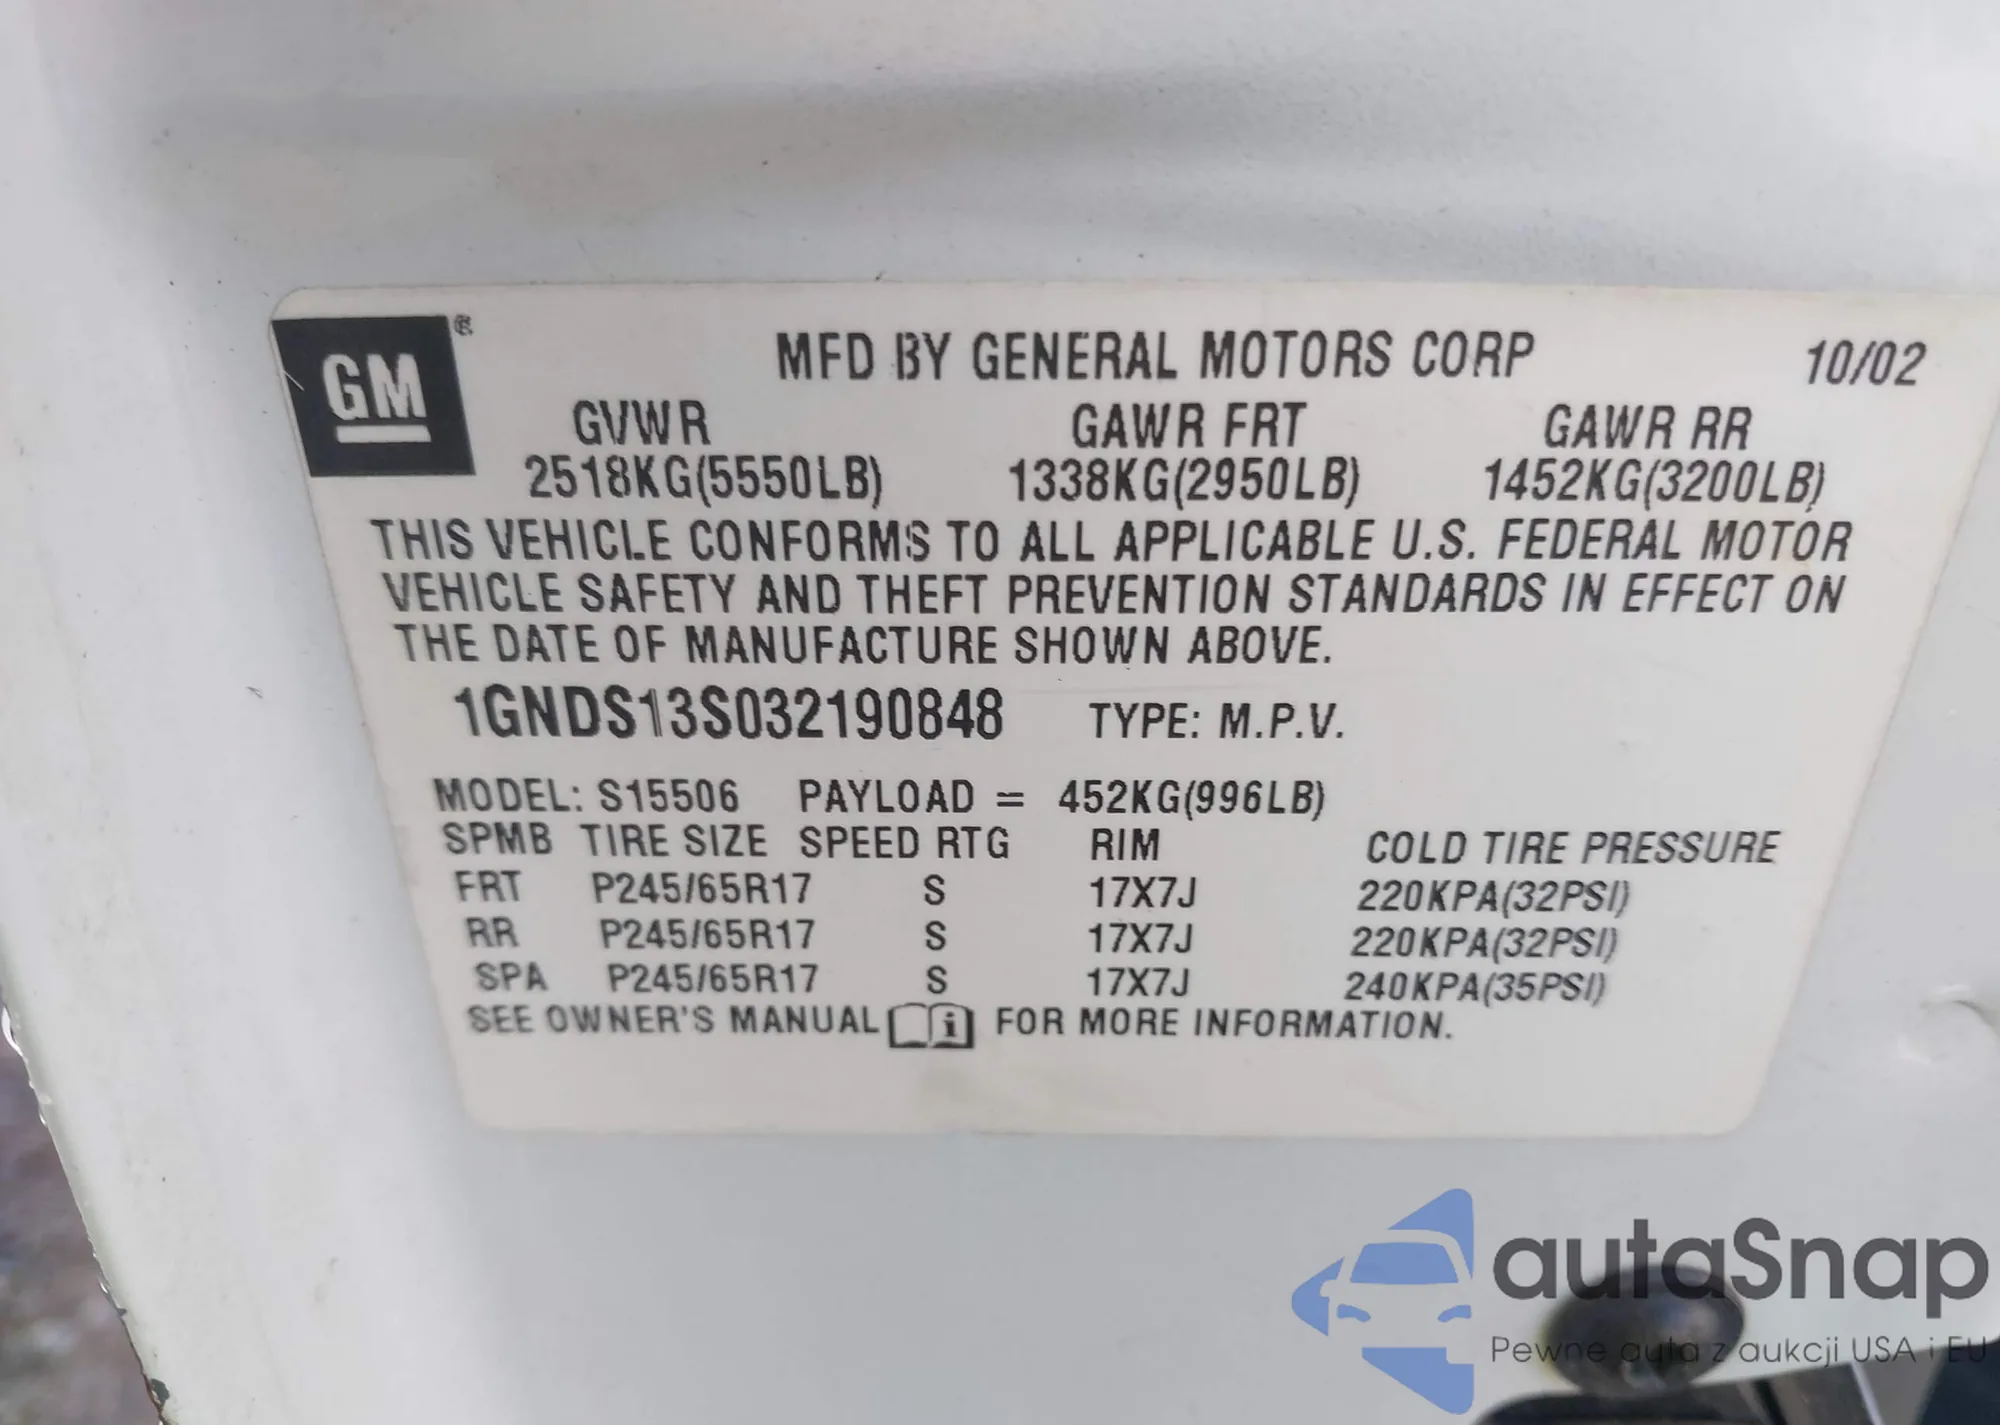 GM®
MFD BY GENERAL MOTORS CORP 10/02
GVWR GAWR FRT GAWR RR
2518KG(5550LB) 1338KG(2950LB) 1452KG(3200LB)
THIS VEHICLE CONFORMS TO ALL APPLICABLE U.S. FEDERAL MOTOR
VEHICLE SAFETY AND THEFT PREVENTION STANDARDS IN EFFECT ON
THE DATE OF MANUFACTURE SHOWN ABOVE.
1GNDS13S032190848 TYPE: M.P.V.
MODEL: S15506 PAYLOAD = 452KG(996LB)
SPMB TIRE SIZE SPEED RTG RIM COLD TIRE PRESSURE
FRT P245/65R17 S 17X7J 220KPA(32PSI)
RR P245/65R17 S 17X7J 220KPA(32PSI)
SPA P245/65R17 S 17X7J 240KPA(35PSI)
SEE OWNER'S MANUAL i FOR MORE INFORMATION.
autaSnap
Pewne auta z aukcji USA i EU